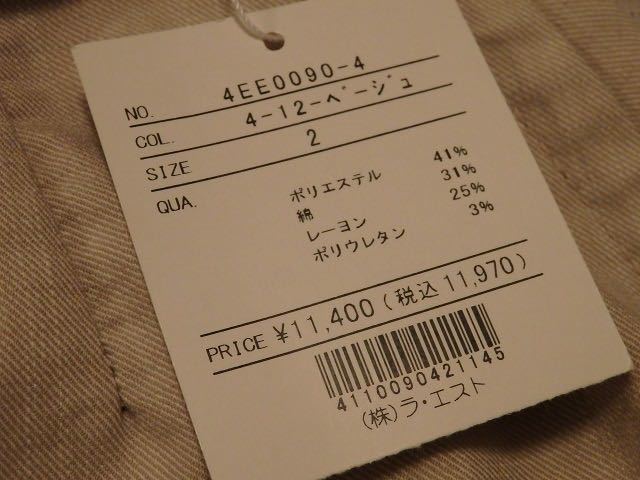 NO. 4EE0090-4
COL. 4-12-ﾍﾞｰｼﾞｭ
SIZE 2
QUA. ポリエステル 41%
綿 31%
レーヨン 25%
ポリウレタン 3%
PRICE ¥11,400(税込11,970)
4110090421145
(株)ラ・エスト